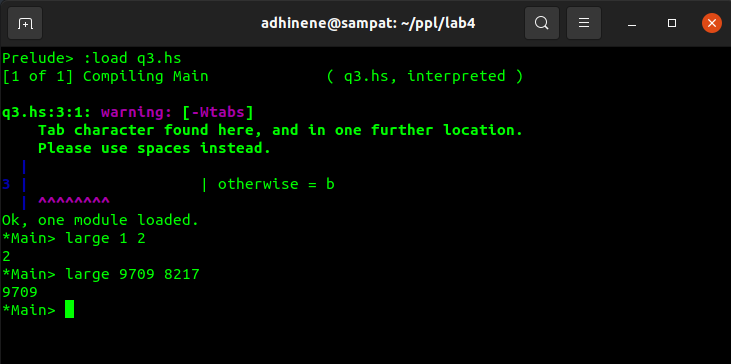 adhinene@sampat: ~/ppl/lab4
Prelude> :load q3.hs
[1 of 1] Compiling Main             ( q3.hs, interpreted )
q3.hs:3:1: warning: [-Wtabs]
    Tab character found here, and in one further location.
    Please use spaces instead.
  |
3 |                   | otherwise = b
  | ^^^^^^^^
Ok, one module loaded.
*Main> large 1 2
2
*Main> large 9709 8217
9709
*Main>